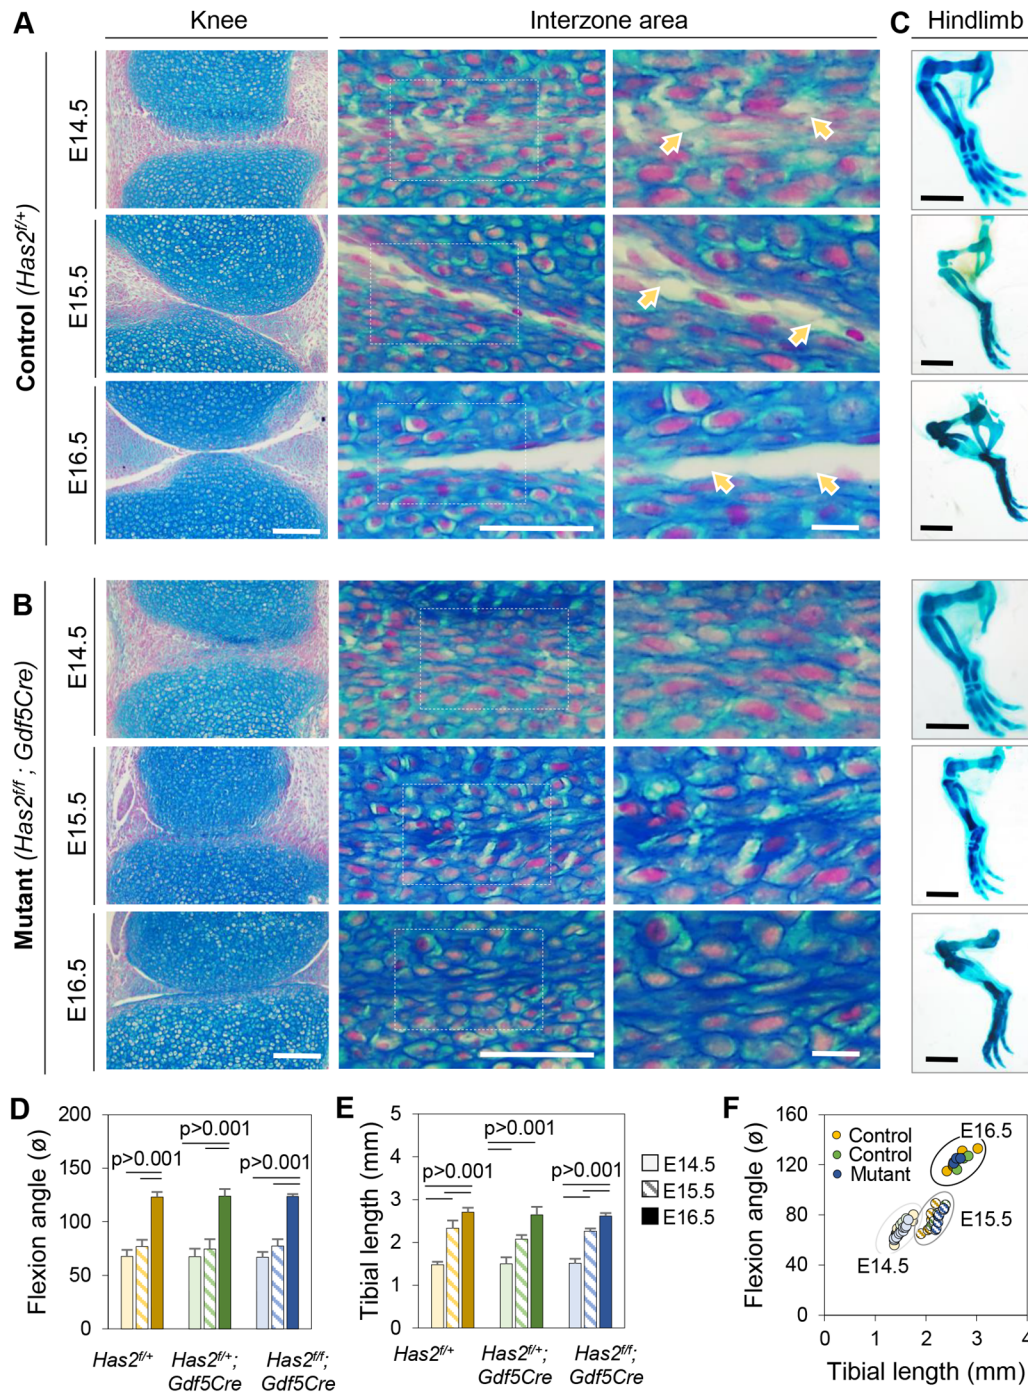 A Knee Interzone area C Hindlimb
Control (Has2f/+)
E14.5
E15.5
E16.5
B
Mutant (Has2f/f; Gdf5Cre)
E14.5
E15.5
E16.5
D
Flexion angle (ø)
200
150
100
50
0
p>0.001
p>0.001
p>0.001
Has2f/+
Has2f/+;
Gdf5Cre
Has2f/f;
Gdf5Cre
E
Tibial length (mm)
5
4
3
2
1
0
p>0.001
p>0.001
p>0.001
Has2f/+
Has2f/+;
Gdf5Cre
Has2f/f;
Gdf5Cre
E14.5
E15.5
E16.5
F
Flexion angle (ø)
160
120
80
40
0
Control
Control
Mutant
E16.5
E15.5
E14.5
0 1 2 3 4
Tibial length (mm)